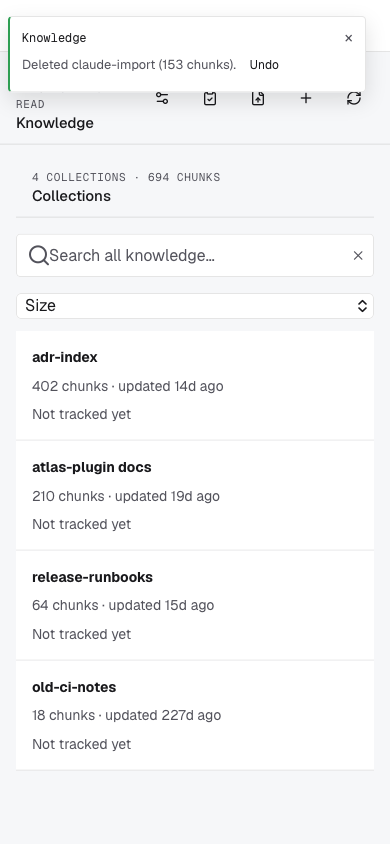 Knowledge ×
Deleted claude-import (153 chunks). Undo
READ
Knowledge
4 COLLECTIONS · 694 CHUNKS
Collections
Search all knowledge...
Size
adr-index
402 chunks · updated 14d ago
Not tracked yet
atlas-plugin docs
210 chunks · updated 19d ago
Not tracked yet
release-runbooks
64 chunks · updated 15d ago
Not tracked yet
old-ci-notes
18 chunks · updated 227d ago
Not tracked yet